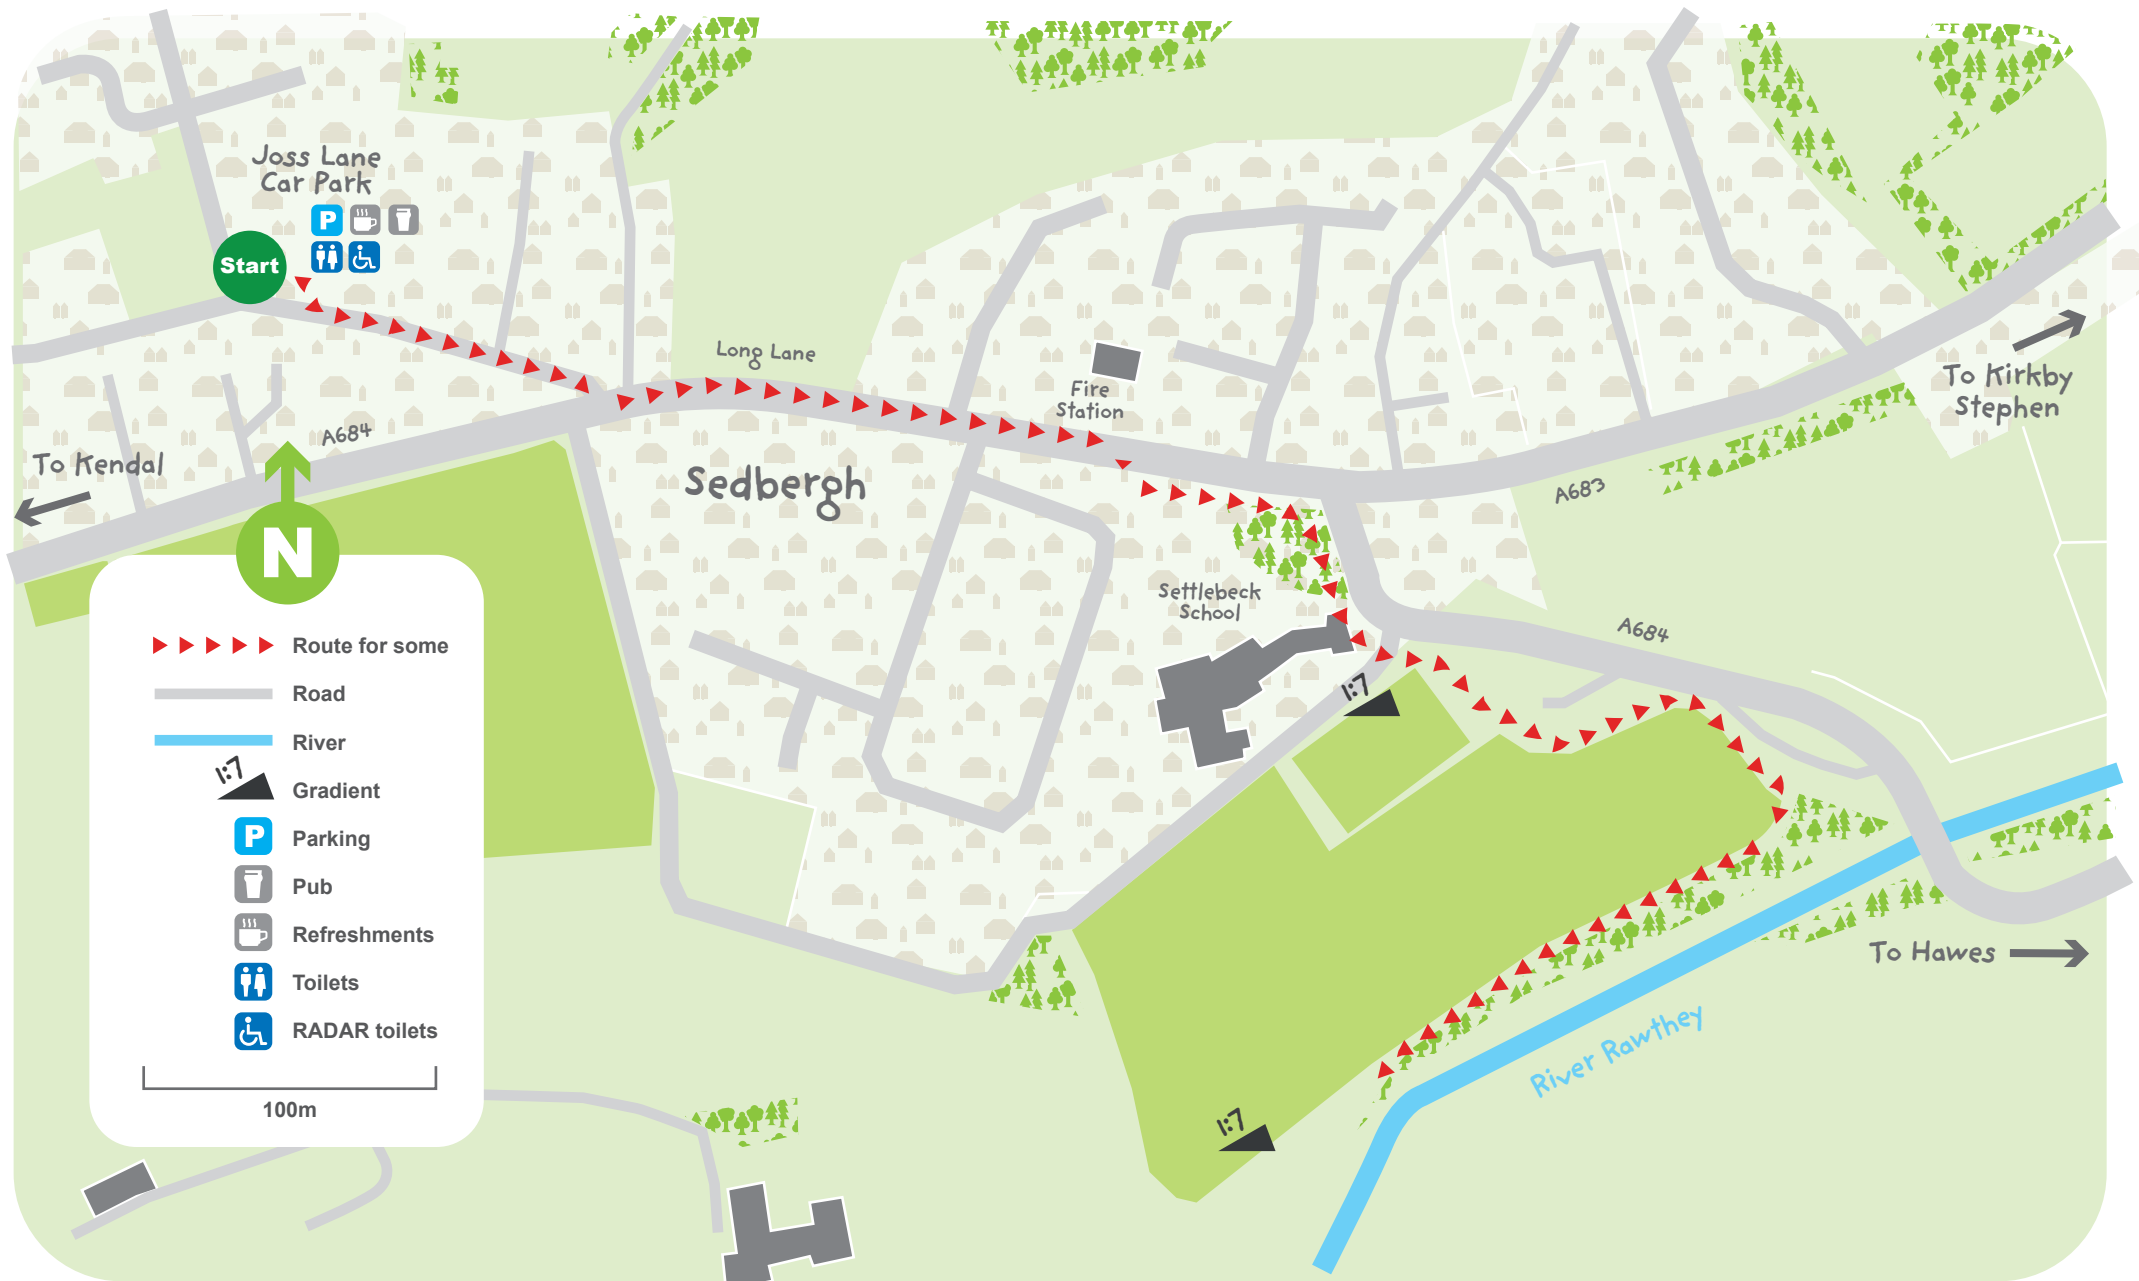 Joss Lane
Car Park
P
Start
Long Lane
Fire
Station
A684
To Kendal
Sedbergh
To Kirkby
Stephen
A683
N
Settlebeck
School
A684
1:7
Route for some
Road
River
1:7
Gradient
P
Parking
Pub
Refreshments
Toilets
RADAR toilets
100m
To Hawes
River Rawthey
1:7